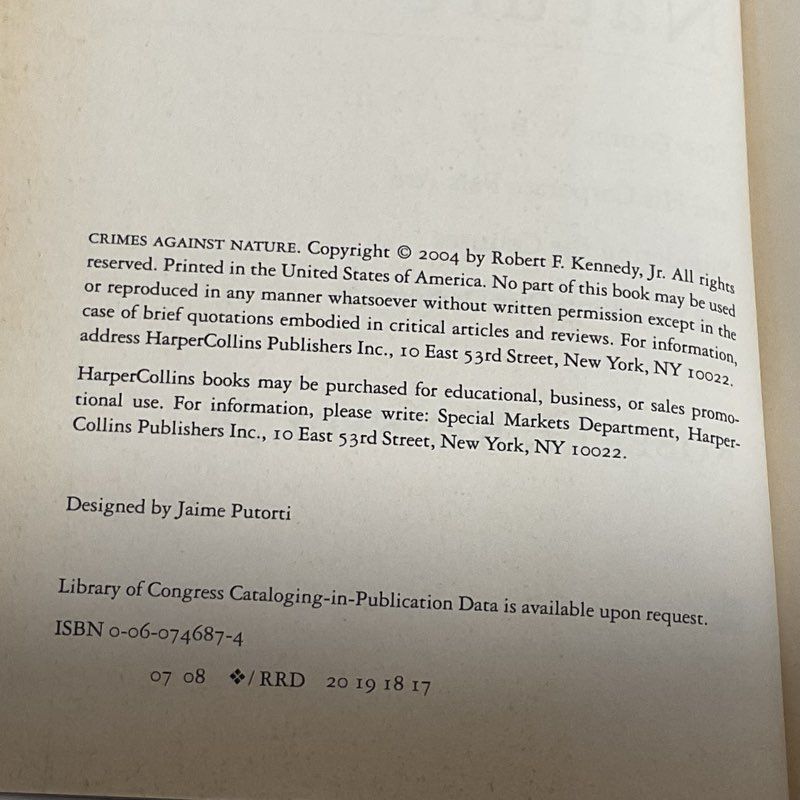 CRIMES AGAINST NATURE. Copyright © 2004 by Robert F. Kennedy, Jr. All rights
reserved. Printed in the United States of America. No part of this book may be used
or reproduced in any manner whatsoever without written permission except in the
case of brief quotations embodied in critical articles and reviews. For information,
address HarperCollins Publishers Inc., 10 East 53rd Street, New York, NY 10022.
HarperCollins books may be purchased for educational, business, or sales promo-
tional use. For information, please write: Special Markets Department, Harper-
Collins Publishers Inc., 10 East 53rd Street, New York, NY 10022.
Designed by Jaime Putorti
Library of Congress Cataloging-in-Publication Data is available upon request.
ISBN 0-06-074687-4
07 08 ❖/RRD 20 19 18 17